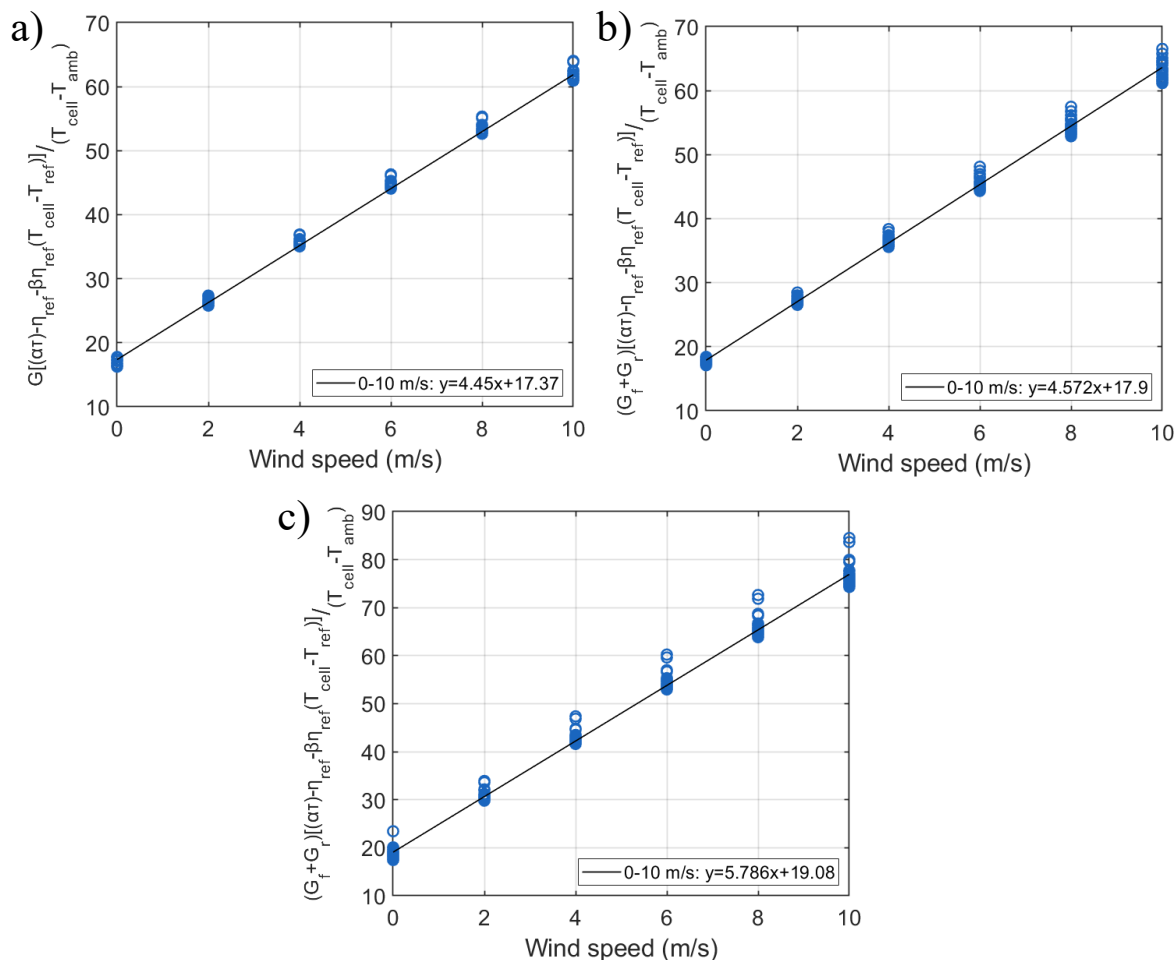 a)
G[(ατ)-η_ref-βη_ref(T_cell-T_ref)]/(T_cell-T_amb)
70
60
50
40
30
20
10
0 2 4 6 8 10
0-10 m/s: y=4.45x+17.37
Wind speed (m/s)
b)
(G_f+G_r)[(ατ)-η_ref-βη_ref(T_cell-T_ref)]/(T_cell-T_amb)
70
60
50
40
30
20
10
0 2 4 6 8 10
0-10 m/s: y=4.572x+17.9
Wind speed (m/s)
c)
(G_f+G_r)[(ατ)-η_ref-βη_ref(T_cell-T_ref)]/(T_cell-T_amb)
90
80
70
60
50
40
30
20
10
0 2 4 6 8 10
0-10 m/s: y=5.786x+19.08
Wind speed (m/s)